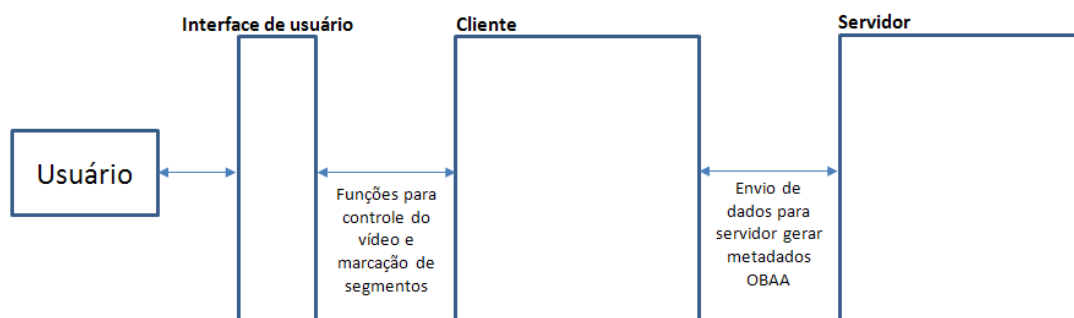 Interface de usuário
Cliente
Servidor
Usuário
Funções para
controle do
vídeo e
marcação de
segmentos
Envio de
dados para
servidor gerar
metadados
OBAA